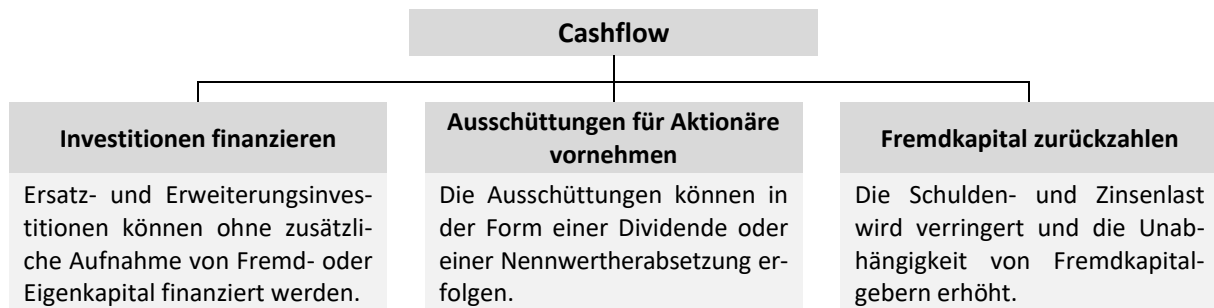 Cashflow
Investitionen finanzieren
Ersatz- und Erweiterungsinves-
titionen können ohne zusätzli-
che Aufnahme von Fremd- oder
Eigenkapital finanziert werden.
Ausschüttungen für Aktionäre
vornehmen
Die Ausschüttungen können in
der Form einer Dividende oder
einer Nennwertherabsetzung er-
folgen.
Fremdkapital zurückzahlen
Die Schulden- und Zinsenlast
wird verringert und die Unab-
hängigkeit von Fremdkapital-
gebern erhöht.